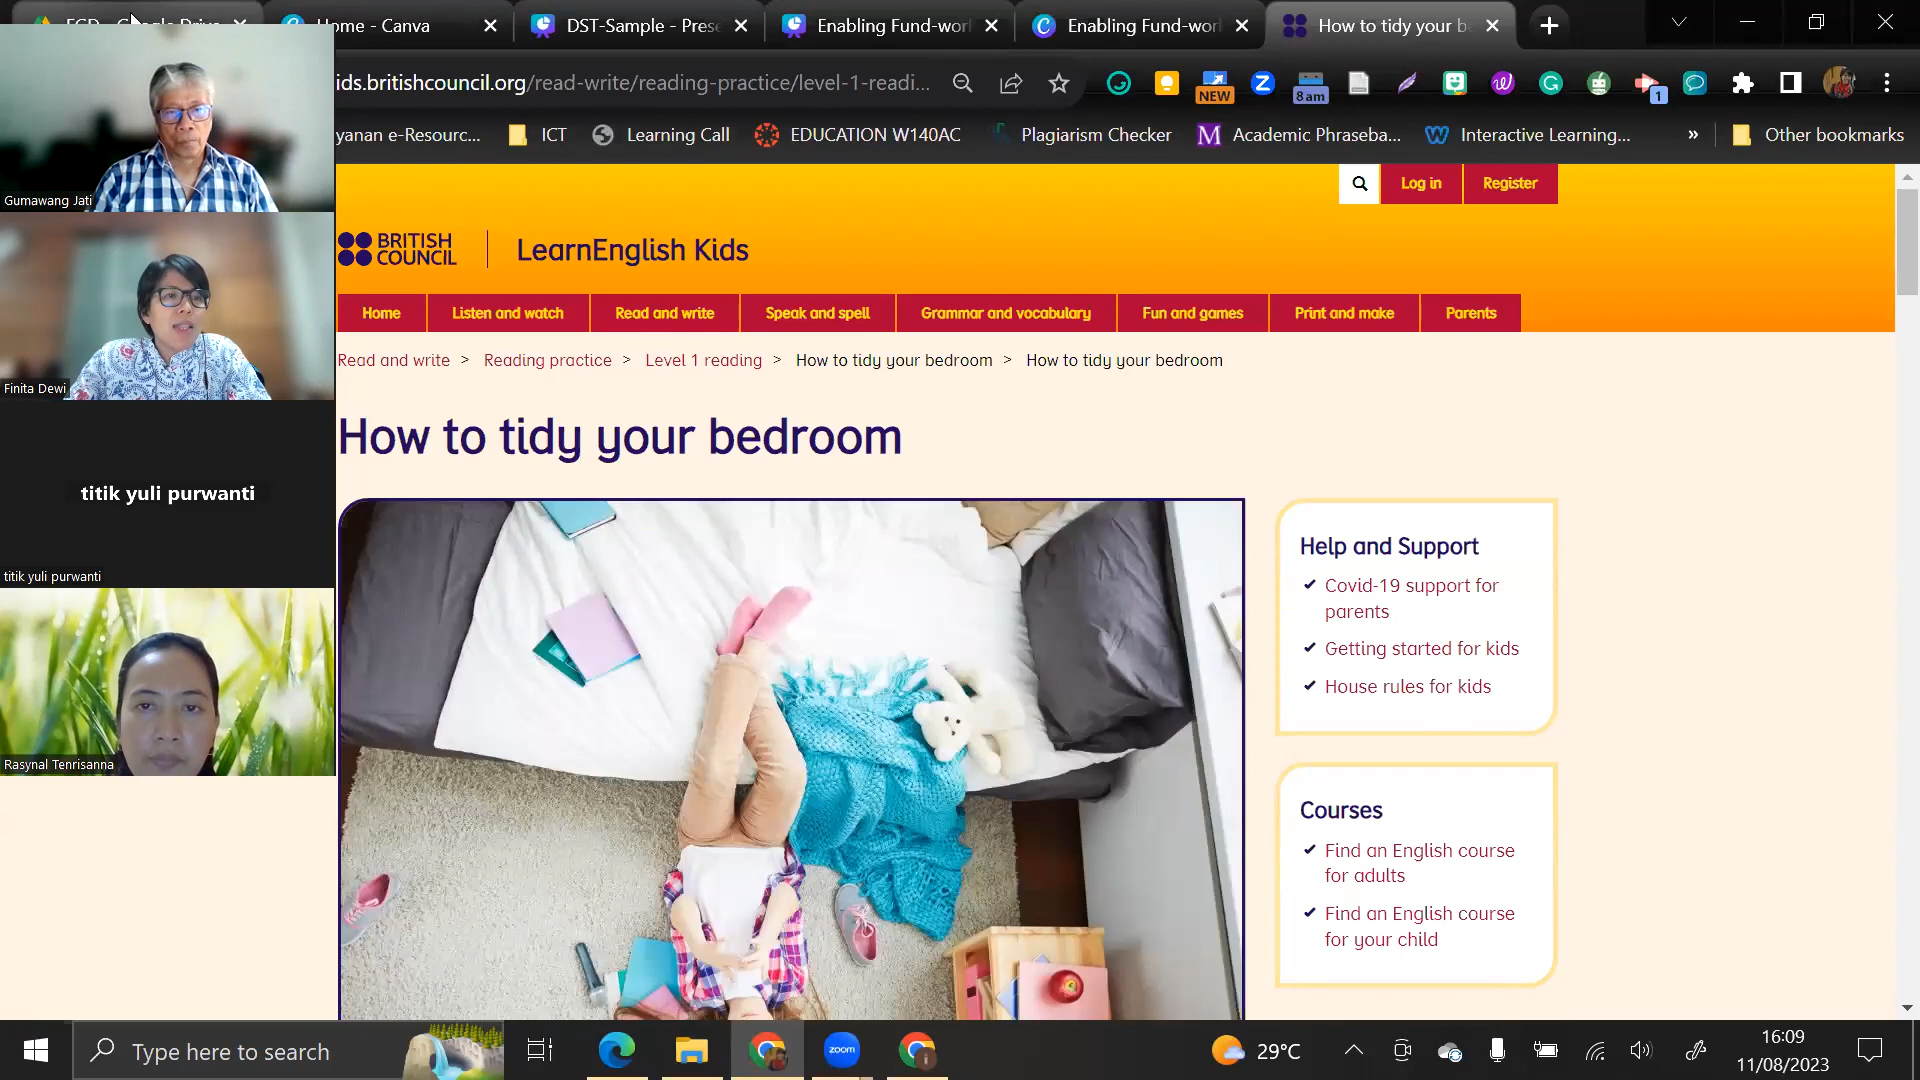 Home - Canva
DST-Sample - Prese
Enabling Fund-wor
Enabling Fund-wor
How to tidy your be
ids.britishcouncil.org/read-write/reading-practice/level-1-readi...
NEW
8am
1
yanan e-Resourc...
ICT
Learning Call
EDUCATION W140AC
Plagiarism Checker
Academic Phraseba...
Interactive Learning...
»
Other bookmarks
Gumawang Jati
Finita Dewi
titik yuli purwanti
titik yuli purwanti
Rasynal Tenrisanna
Log in
Register
BRITISH
COUNCIL
LearnEnglish Kids
Home
Listen and watch
Read and write
Speak and spell
Grammar and vocabulary
Fun and games
Print and make
Parents
Read and write > Reading practice > Level 1 reading > How to tidy your bedroom > How to tidy your bedroom
How to tidy your bedroom
Help and Support
Covid-19 support for
parents
Getting started for kids
House rules for kids
Courses
Find an English course
for adults
Find an English course
for your child
Type here to search
zoom
29°C
16:09
11/08/2023